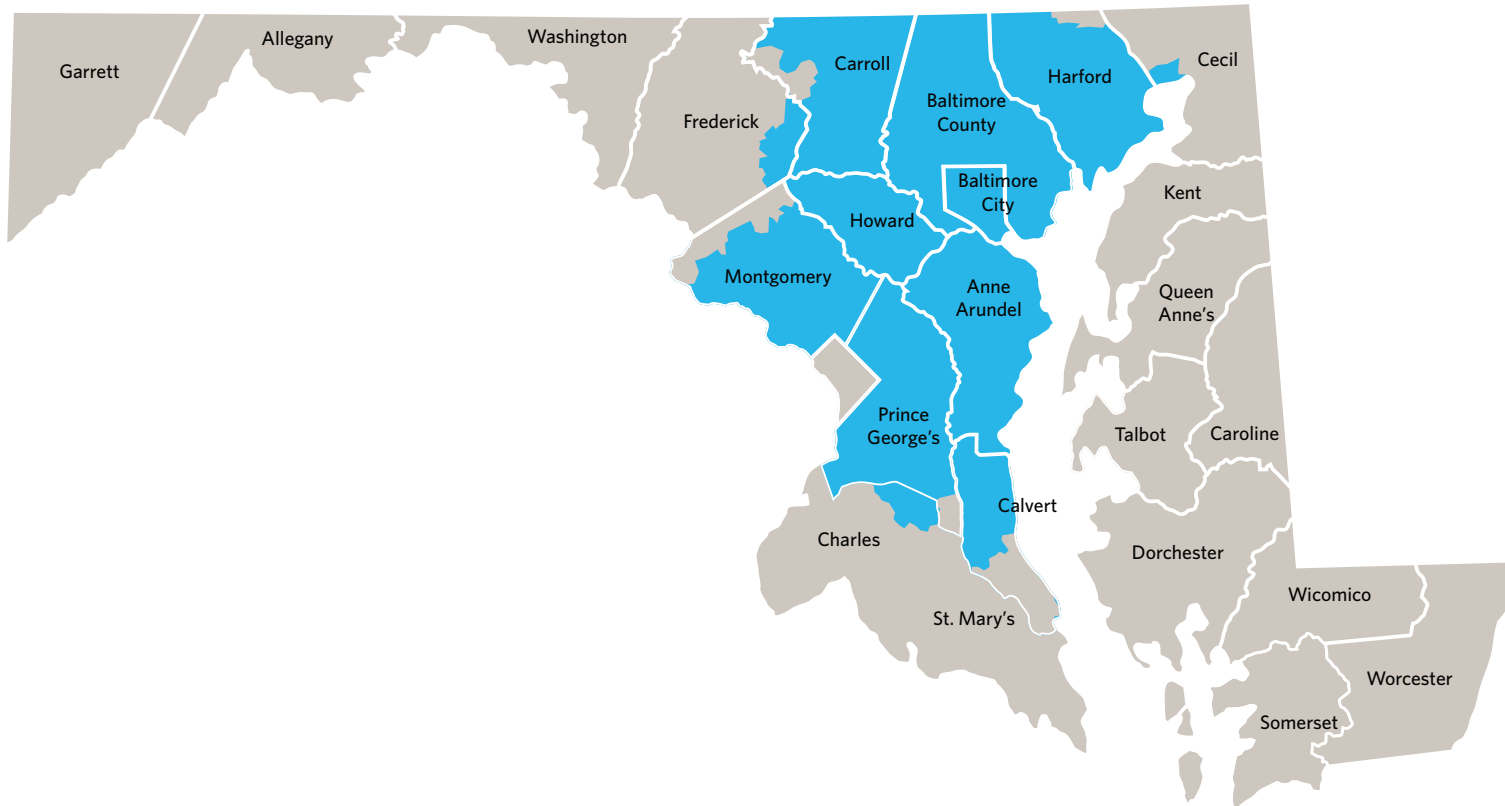 Garrett
Allegany
Washington
Frederick
Carroll
Baltimore
County
Harford
Cecil
Baltimore
City
Howard
Montgomery
Anne
Arundel
Kent
Queen
Anne’s
Prince
George’s
Talbot
Caroline
Calvert
Charles
St. Mary’s
Dorchester
Wicomico
Worcester
Somerset